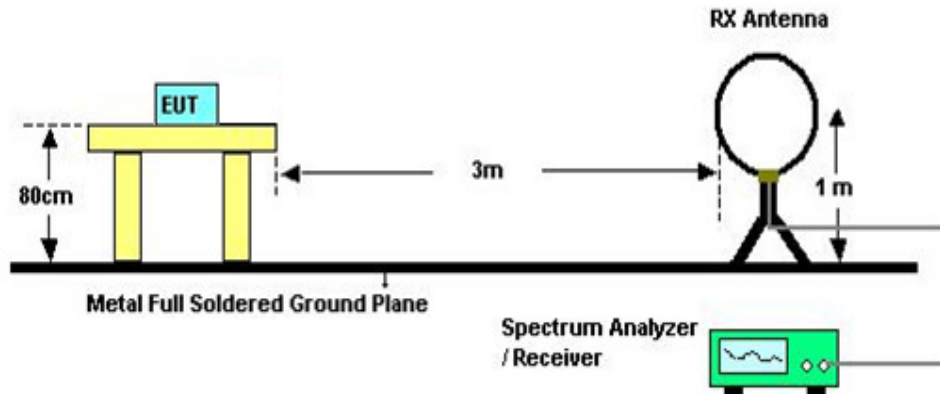 RX Antenna
EUT
3m
80cm
1 m
Metal Full Soldered Ground Plane
Spectrum Analyzer
/ Receiver